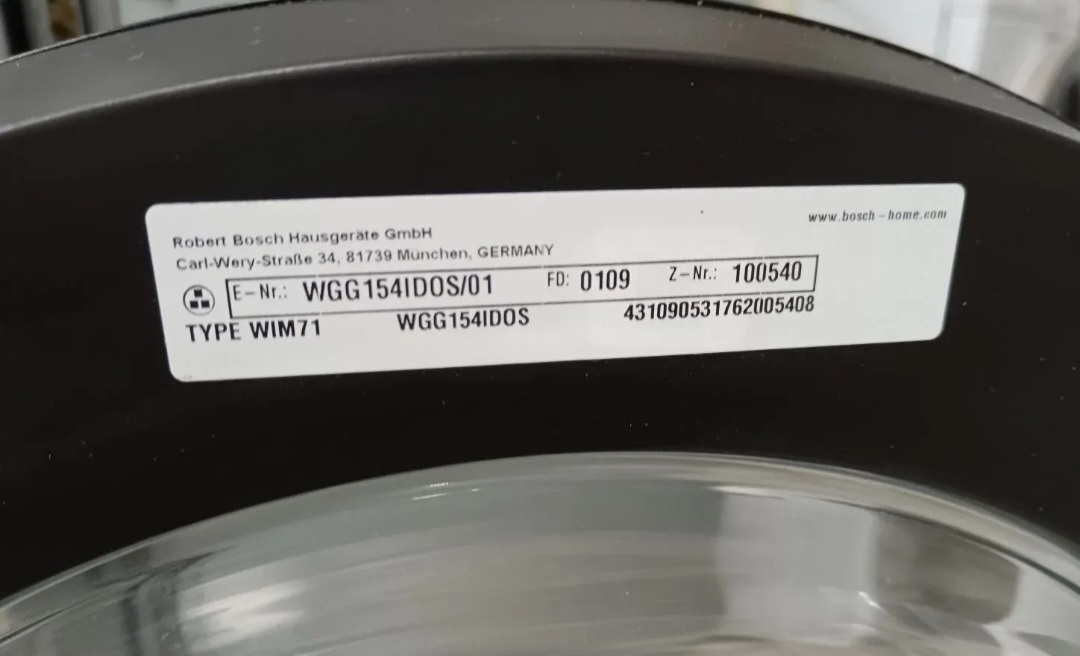 www.bosch-home.com
Robert Bosch Hausgeräte GmbH
Carl-Wery-Straße 34, 81739 München, GERMANY
E-Nr.: WGG154IDOS/01 FD: 0109 Z-Nr.: 100540
TYPE WIM71 WGG154IDOS 431090531762005408